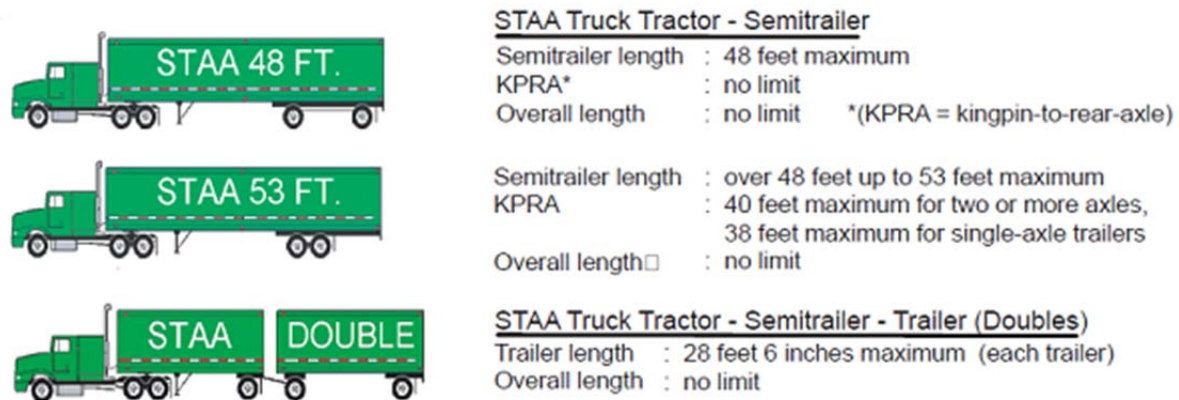 STAA Truck Tractor - Semitrailer
STAA 48 FT.
Semitrailer length : 48 feet maximum
KPRA* : no limit
Overall length : no limit *(KPRA = kingpin-to-rear-axle)
STAA 53 FT.
Semitrailer length : over 48 feet up to 53 feet maximum
KPRA : 40 feet maximum for two or more axles,
38 feet maximum for single-axle trailers
Overall length□ : no limit
STAA DOUBLE
STAA Truck Tractor - Semitrailer - Trailer (Doubles)
Trailer length : 28 feet 6 inches maximum (each trailer)
Overall length : no limit